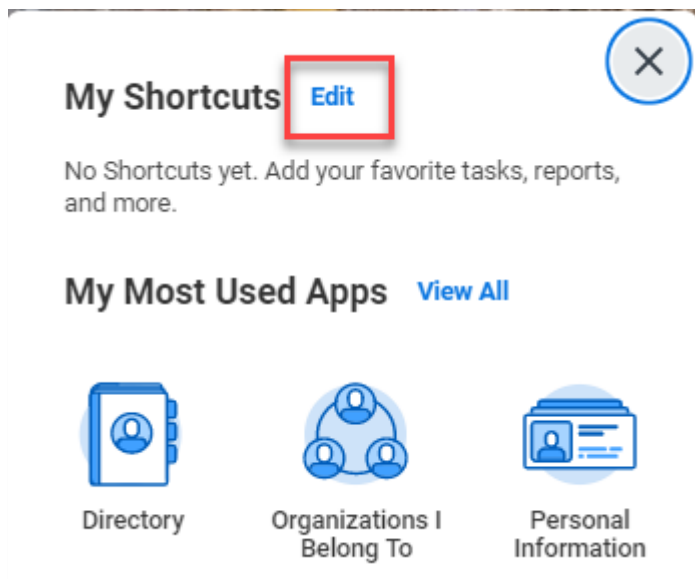 My Shortcuts Edit
No Shortcuts yet. Add your favorite tasks, reports,
and more.
My Most Used Apps View All
Directory
Organizations I
Belong To
Personal
Information